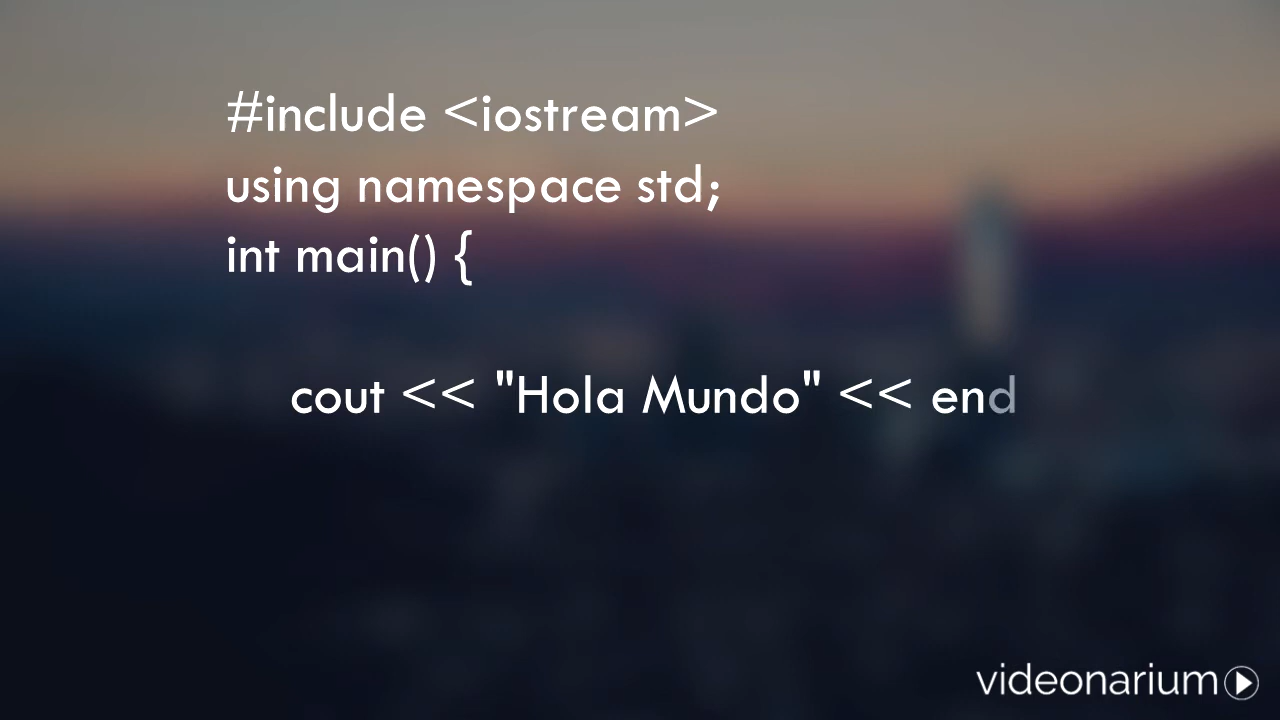 #include <iostream>
using namespace std;
int main() {
cout << "Hola Mundo" << end
videonarium